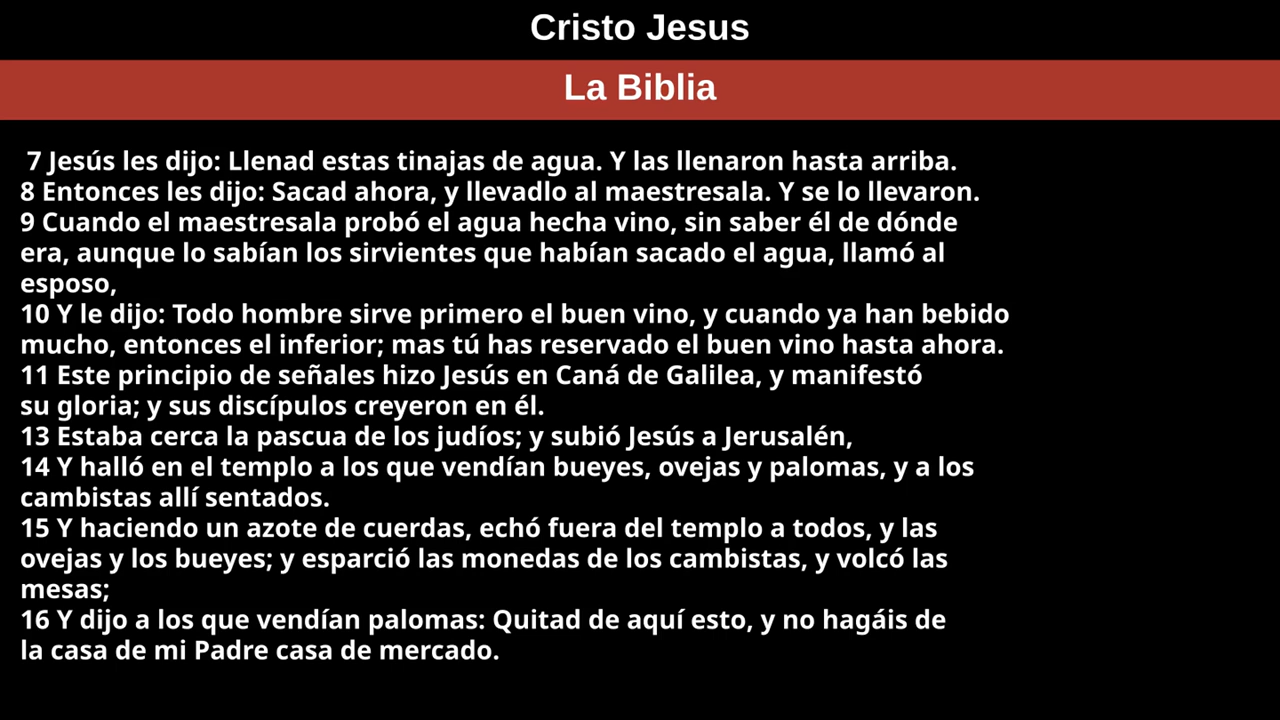 Cristo Jesus
La Biblia
7 Jesús les dijo: Llenad estas tinajas de agua. Y las llenaron hasta arriba.
8 Entonces les dijo: Sacad ahora, y llevadlo al maestresala. Y se lo llevaron.
9 Cuando el maestresala probó el agua hecha vino, sin saber él de dónde
era, aunque lo sabían los sirvientes que habían sacado el agua, llamó al
esposo,
10 Y le dijo: Todo hombre sirve primero el buen vino, y cuando ya han bebido
mucho, entonces el inferior; mas tú has reservado el buen vino hasta ahora.
11 Este principio de señales hizo Jesús en Caná de Galilea, y manifestó
su gloria; y sus discípulos creyeron en él.
13 Estaba cerca la pascua de los judíos; y subió Jesús a Jerusalén,
14 Y halló en el templo a los que vendían bueyes, ovejas y palomas, y a los
cambistas allí sentados.
15 Y haciendo un azote de cuerdas, echó fuera del templo a todos, y las
ovejas y los bueyes; y esparció las monedas de los cambistas, y volcó las
mesas;
16 Y dijo a los que vendían palomas: Quitad de aquí esto, y no hagáis de
la casa de mi Padre casa de mercado.